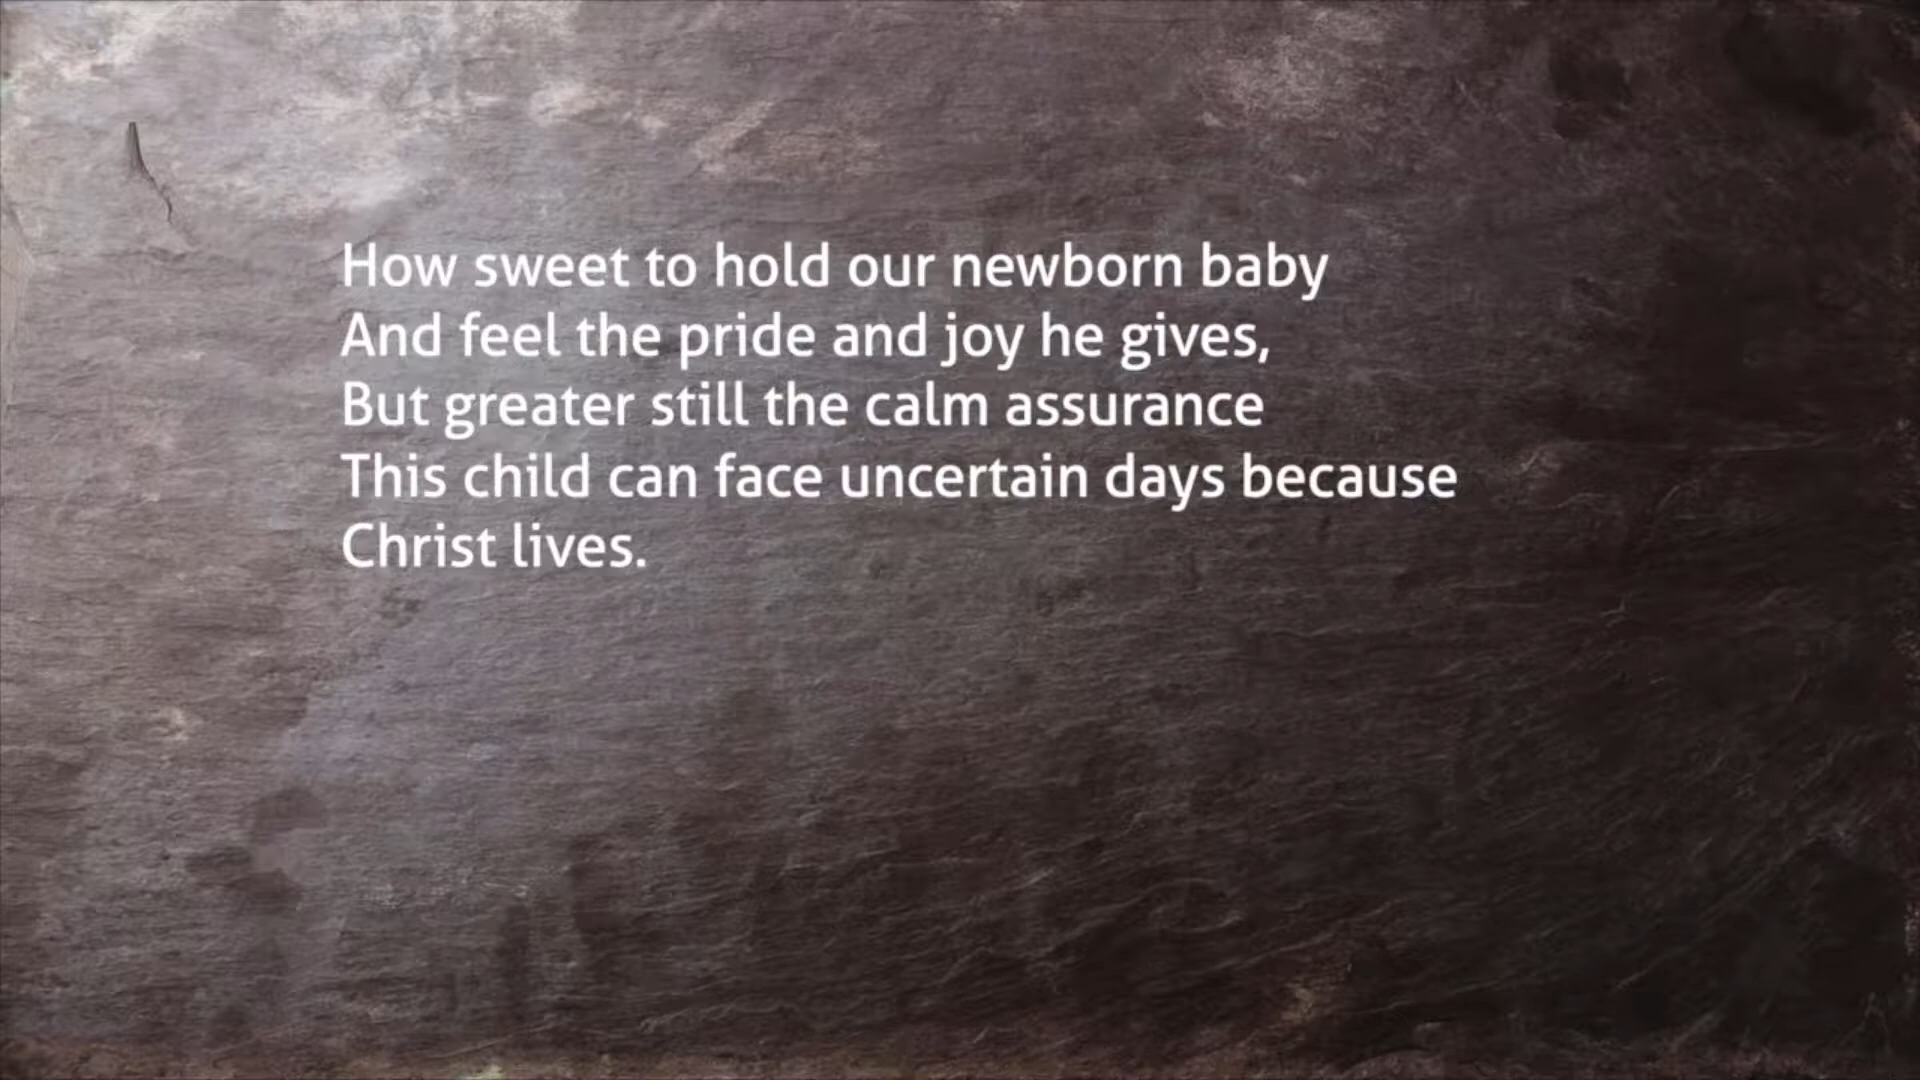 How sweet to hold our newborn baby
And feel the pride and joy he gives,
But greater still the calm assurance
This child can face uncertain days because
Christ lives.